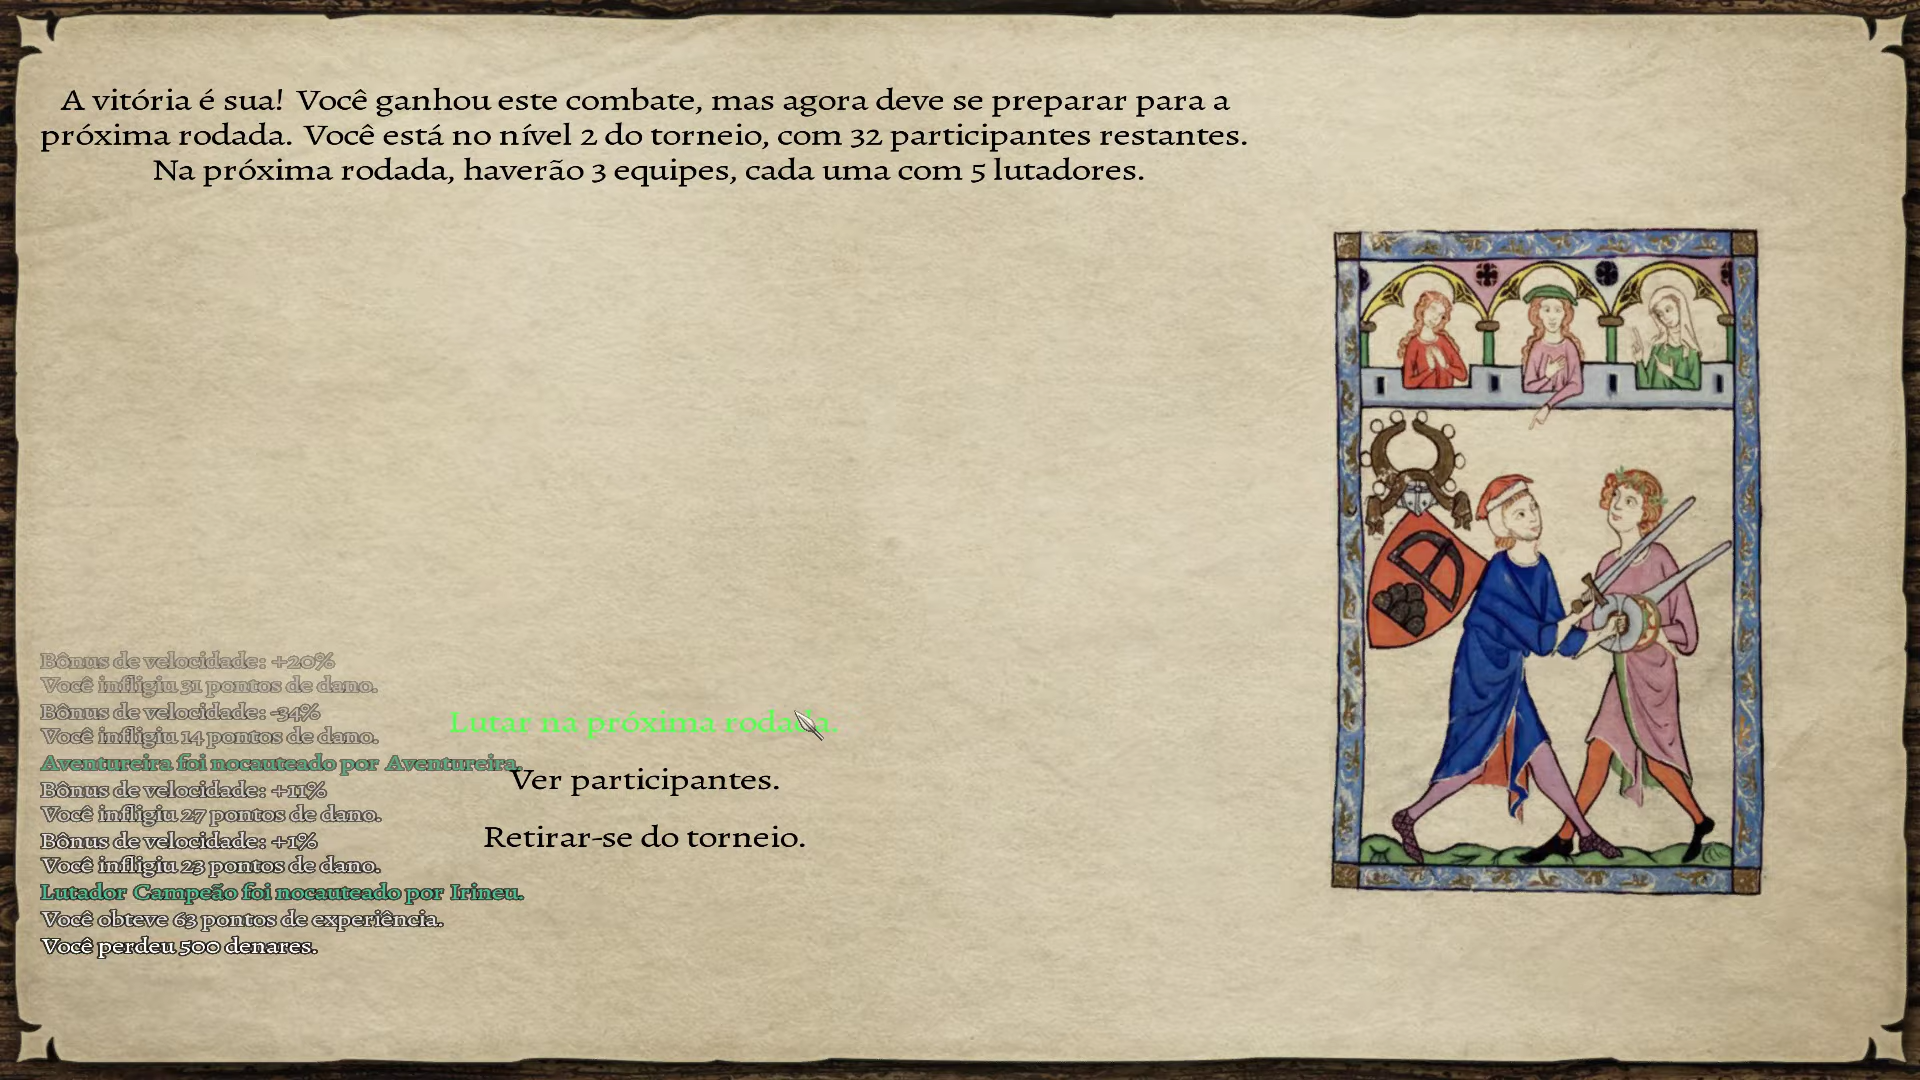 A vitória é sua! Você ganhou este combate, mas agora deve se preparar para a
próxima rodada. Você está no nível 2 do torneio, com 32 participantes restantes.
Na próxima rodada, haverão 3 equipes, cada uma com 5 lutadores.
Bônus de velocidade: +20%
Você infligiu 31 pontos de dano.
Bônus de velocidade: -34%
Você infligiu 14 pontos de dano.
Aventureira foi nocauteado por Aventureira.
Bônus de velocidade: +11%
Você infligiu 27 pontos de dano.
Bônus de velocidade: +1%
Você infligiu 23 pontos de dano.
Lutador Campeão foi nocauteado por Irineu.
Você obteve 63 pontos de experiência.
Você perdeu 500 denares.
Lutar na próxima rodada.
Ver participantes.
Retirar-se do torneio.